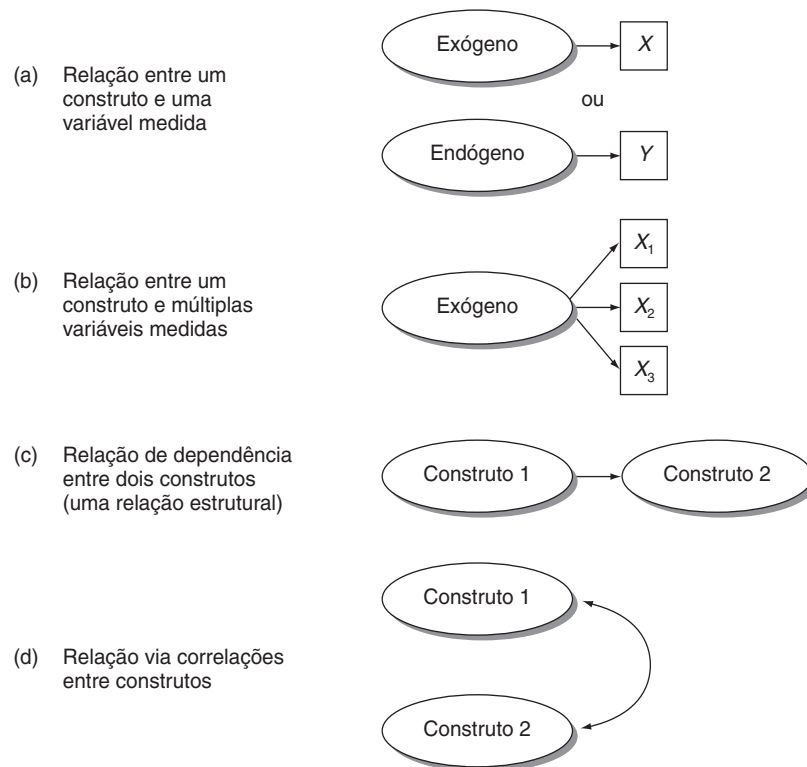 (a) Relação entre um
construto e uma
variável medida
Exógeno
X
ou
Endógeno
Y
(b) Relação entre um
construto e múltiplas
variáveis medidas
Exógeno
X₁
X₂
X₃
(c) Relação de dependência
entre dois construtos
(uma relação estrutural)
Construto 1
Construto 2
(d) Relação via correlações
entre construtos
Construto 1
Construto 2